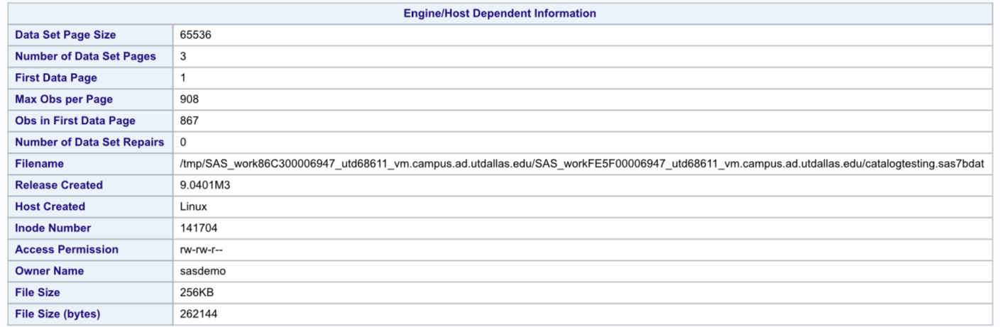 Engine/Host Dependent Information
Data Set Page Size 65536
Number of Data Set Pages 3
First Data Page 1
Max Obs per Page 908
Obs in First Data Page 867
Number of Data Set Repairs 0
Filename /tmp/SAS_work86C300006947_utd68611_vm.campus.ad.utdallas.edu/SAS_workFE5F00006947_utd68611_vm.campus.ad.utdallas.edu/catalogtesting.sas7bdat
Release Created 9.0401M3
Host Created Linux
Inode Number 141704
Access Permission rw-rw-r--
Owner Name sasdemo
File Size 256KB
File Size (bytes) 262144